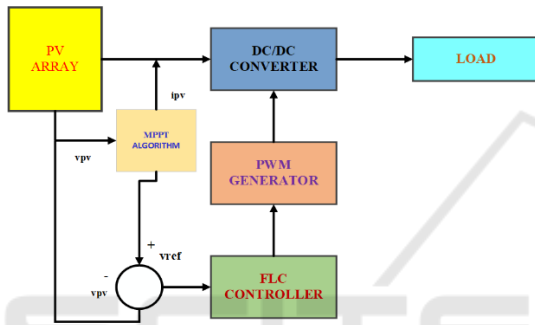 PV
ARRAY
DC/DC
CONVERTER
LOAD
ipv
MPPT
ALGORITHM
vpv
PWM
GENERATOR
+
vref
-
vpv
FLC
CONTROLLER